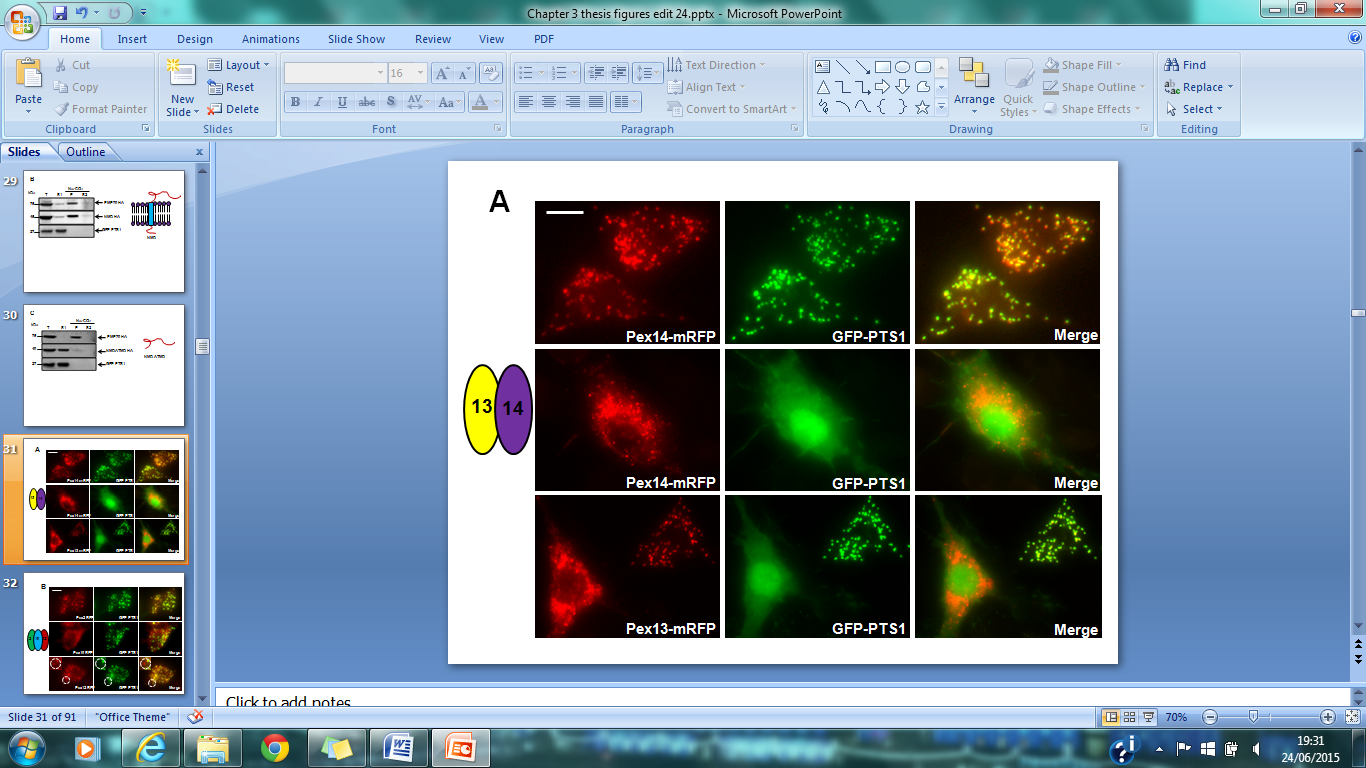 Chapter 3 thesis figures edit 24.pptx - Microsoft PowerPoint
Home Insert Design Animations Slide Show Review View PDF
Paste
Cut
Copy
Format Painter
Clipboard
New Slide
Layout
Reset
Delete
Slides
16
B I U abc S AV Aa A
Font
Text Direction
Align Text
Convert to SmartArt
Paragraph
Arrange
Quick Styles
Shape Fill
Shape Outline
Shape Effects
Drawing
Find
Replace
Select
Editing
Slides Outline x
29
B
30
C
31
A
32
B
A
Pex14-mRFP GFP-PTS1 Merge
13 14
Pex14-mRFP GFP-PTS1 Merge
Pex13-mRFP GFP-PTS1 Merge
Click to add notes
Slide 31 of 91 "Office Theme" 70%
19:31
24/06/2015